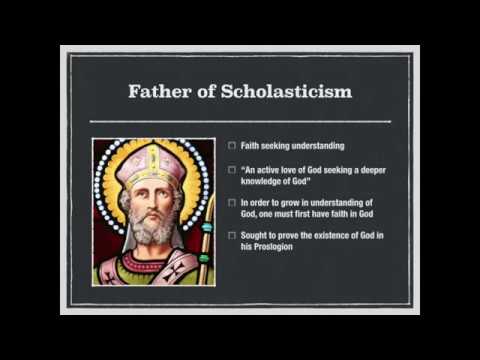 Father of Scholasticism
Faith seeking understanding
“An active love of God seeking a deeper
knowledge of God”
In order to grow in understanding of
God, one must first have faith in God
Sought to prove the existence of God in
his Proslogion